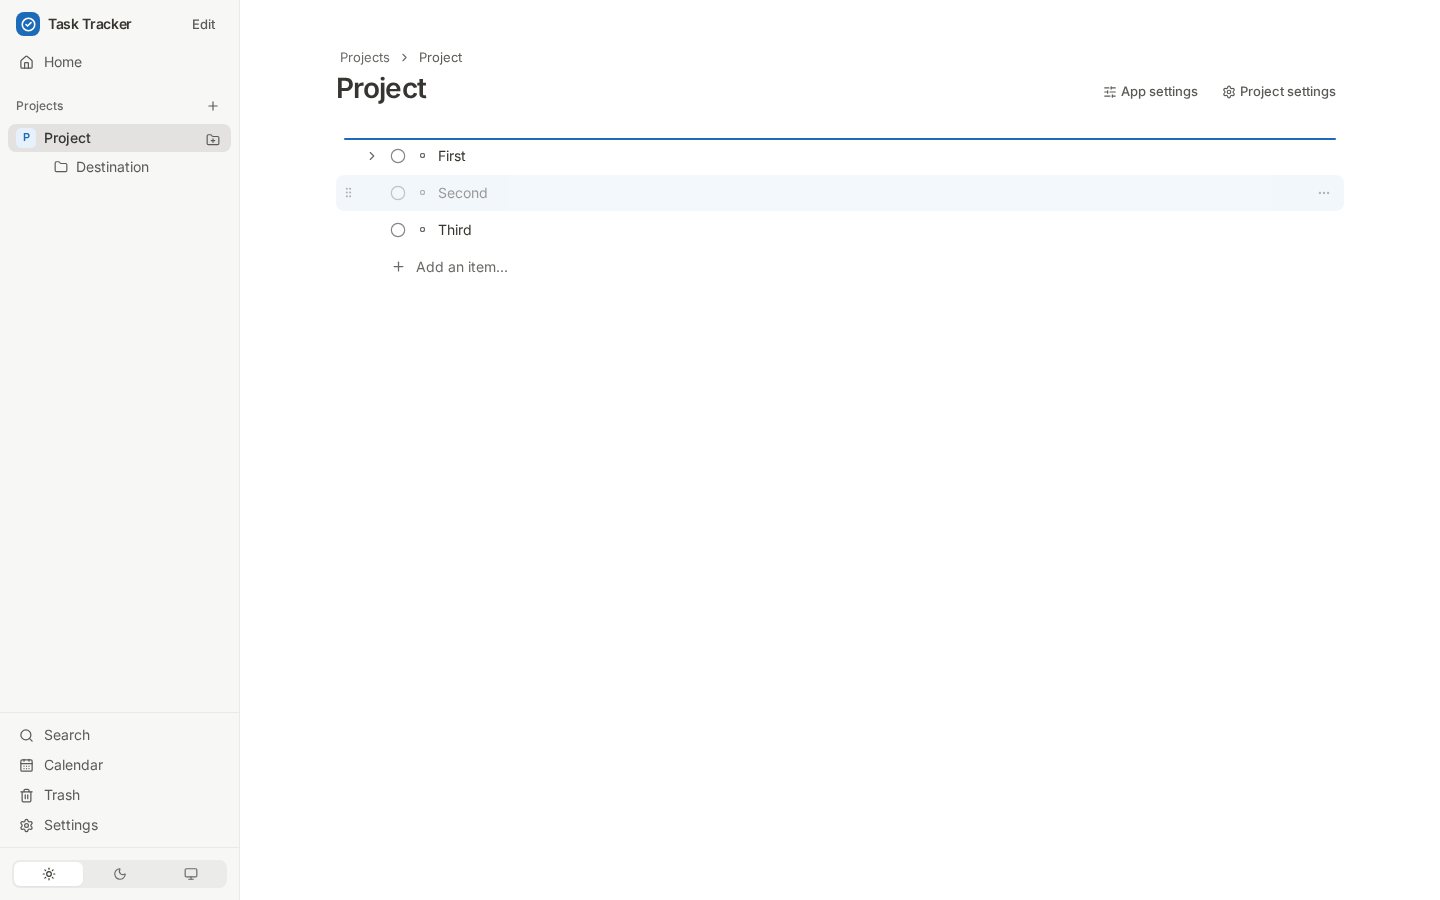 Task Tracker
Edit
Home
Projects
P
Project
Destination
Search
Calendar
Trash
Settings
Projects
Project
Project
App settings
Project settings
First
Second
Third
Add an item...